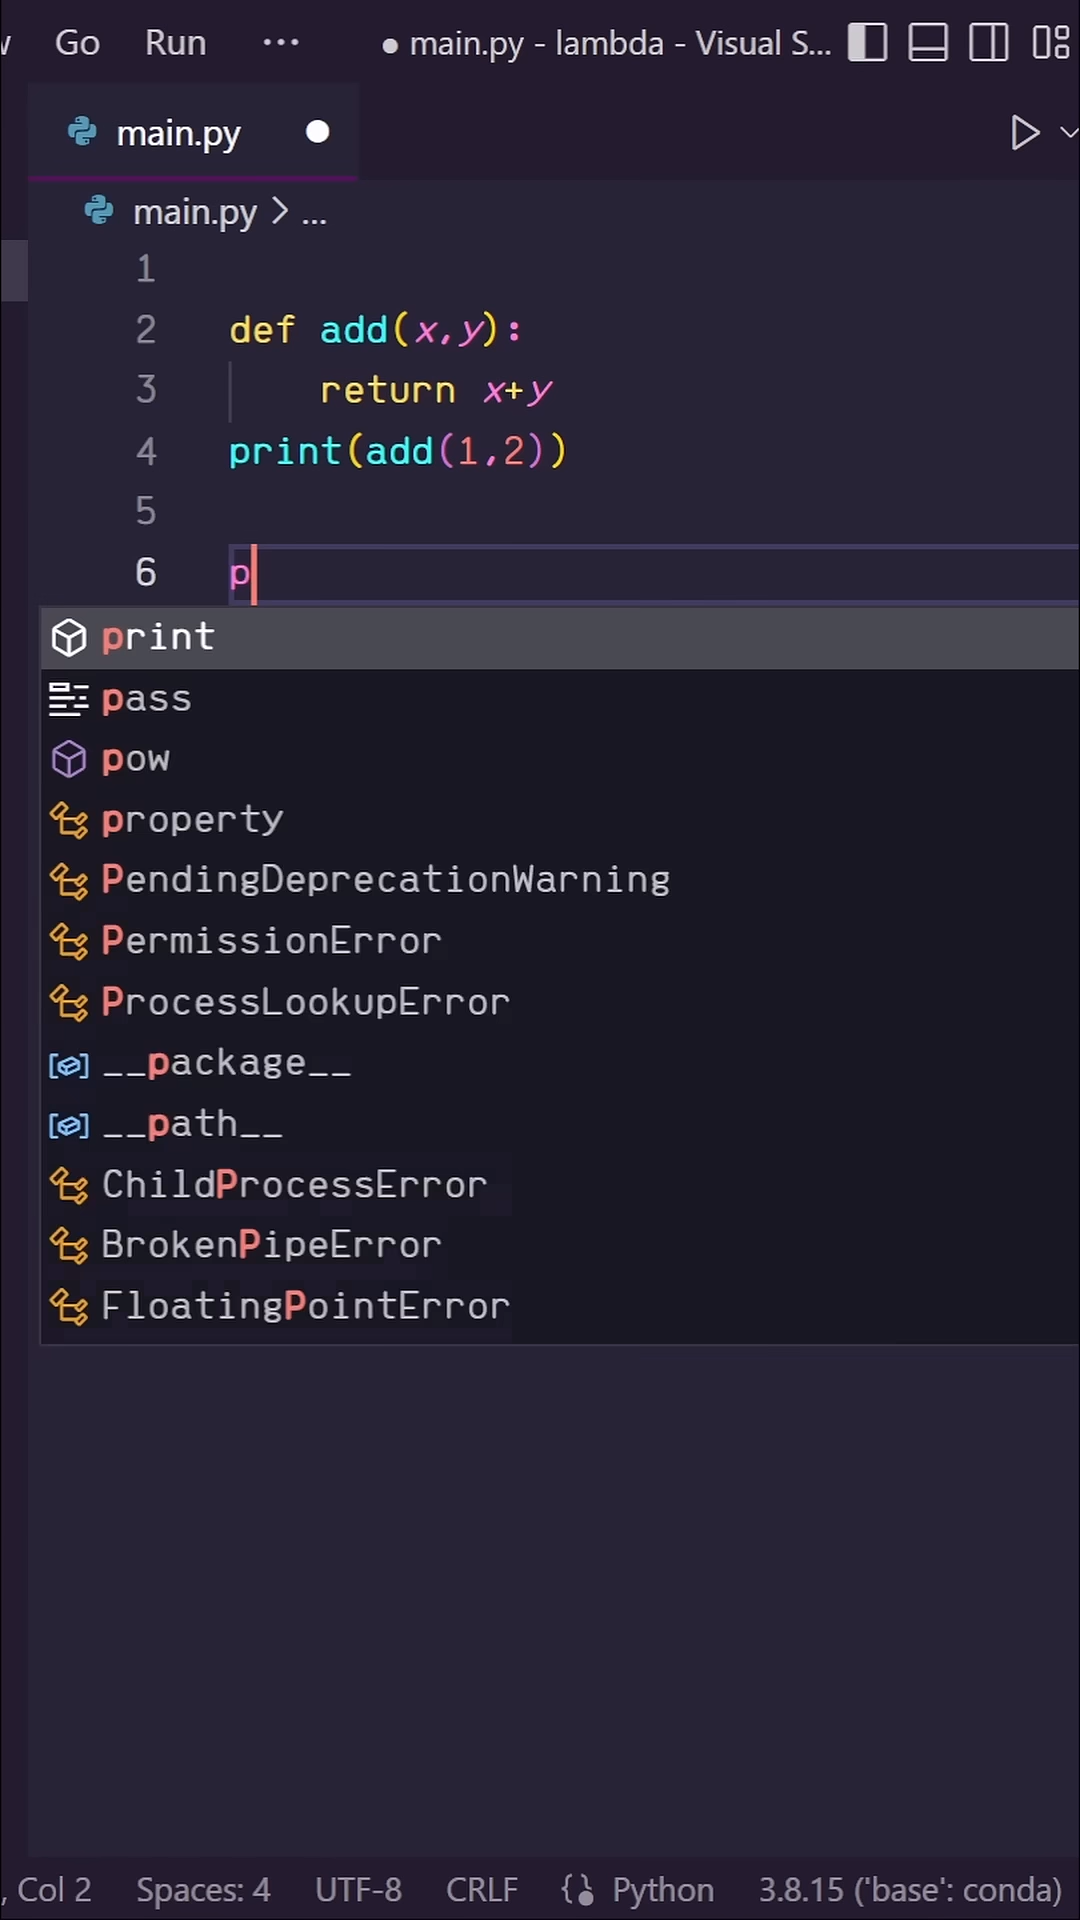 Go Run ... ● main.py - lambda - Visual S...
main.py ●
main.py > ...
1
2 def add(x,y):
3     return x+y
4 print(add(1,2))
5
6 p
print
pass
pow
property
PendingDeprecationWarning
PermissionError
ProcessLookupError
__package__
__path__
ChildProcessError
BrokenPipeError
FloatingPointError
, Col 2 Spaces: 4 UTF-8 CRLF Python 3.8.15 ('base': conda)